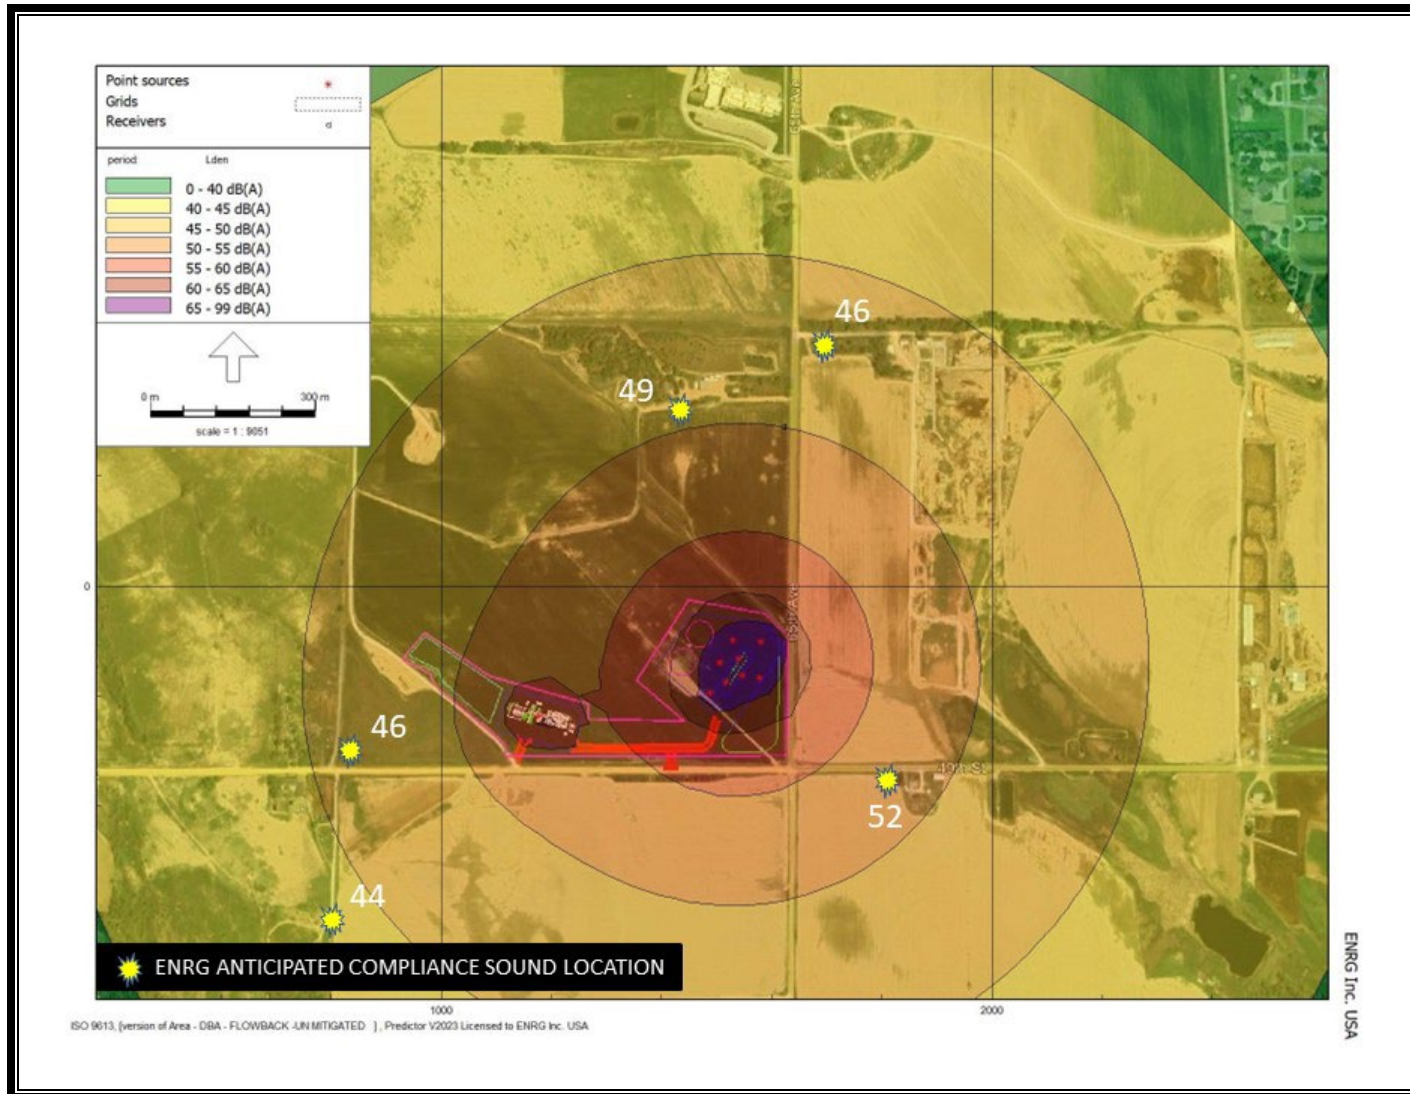 Point sources
Grids
Receivers
period Lden
0 - 40 dB(A)
40 - 45 dB(A)
45 - 50 dB(A)
50 - 55 dB(A)
55 - 60 dB(A)
60 - 65 dB(A)
65 - 99 dB(A)
0 m 300 m
scale = 1 : 9051
46
49
0
46
49th St
52
44
ENRG ANTICIPATED COMPLIANCE SOUND LOCATION
1000 2000
ISO 9613, [version of Area - DBA - FLOWBACK -UNMITIGATED ] , Predictor V2023 Licensed to ENRG Inc. USA
ENRG Inc. USA